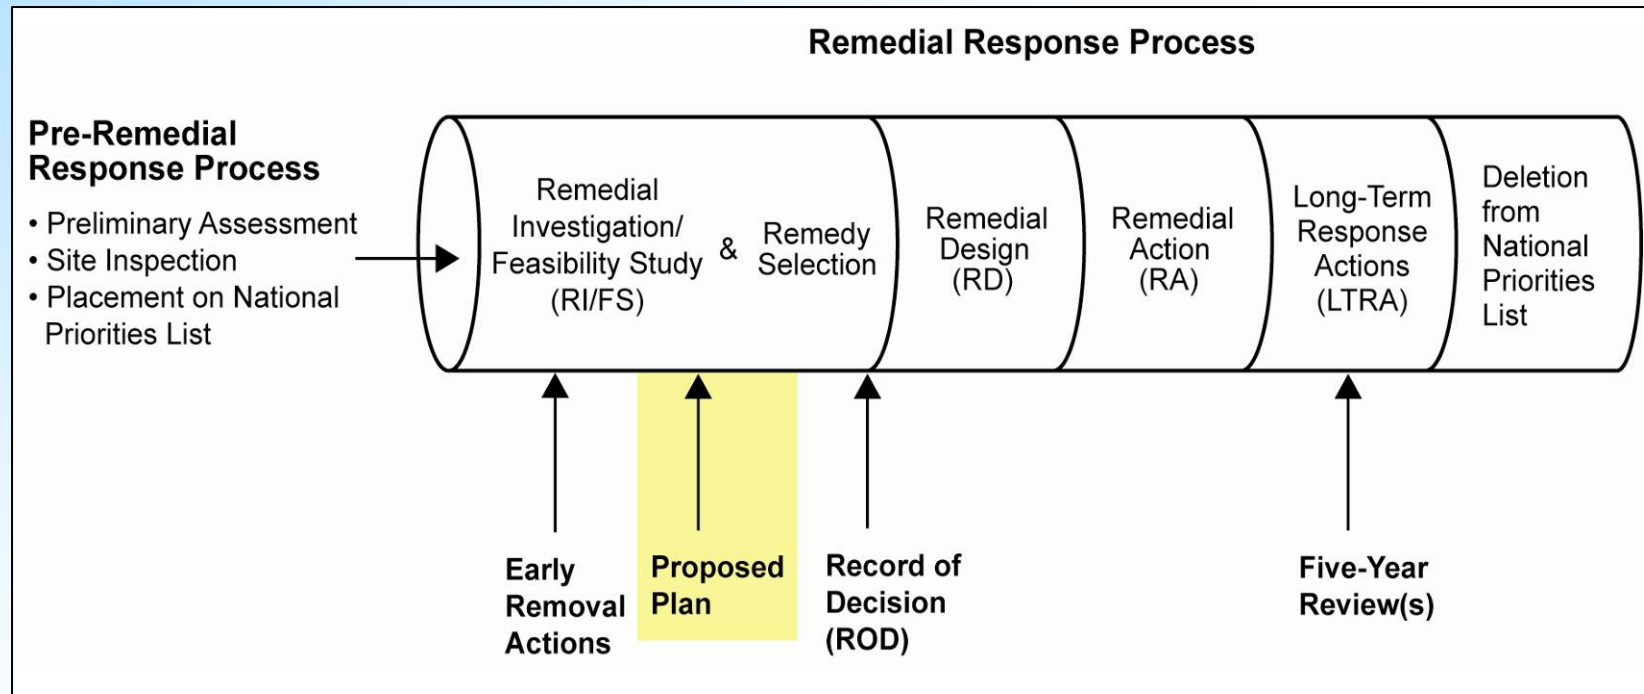 Remedial Response Process
Pre-Remedial
Response Process
• Preliminary Assessment
• Site Inspection
• Placement on National
Priorities List
Remedial
Investigation/
Feasibility Study
(RI/FS)
&
Remedy
Selection
Remedial
Design
(RD)
Remedial
Action
(RA)
Long-Term
Response
Actions
(LTRA)
Deletion
from
National
Priorities
List
Early
Removal
Actions
Proposed
Plan
Record of
Decision
(ROD)
Five-Year
Review(s)